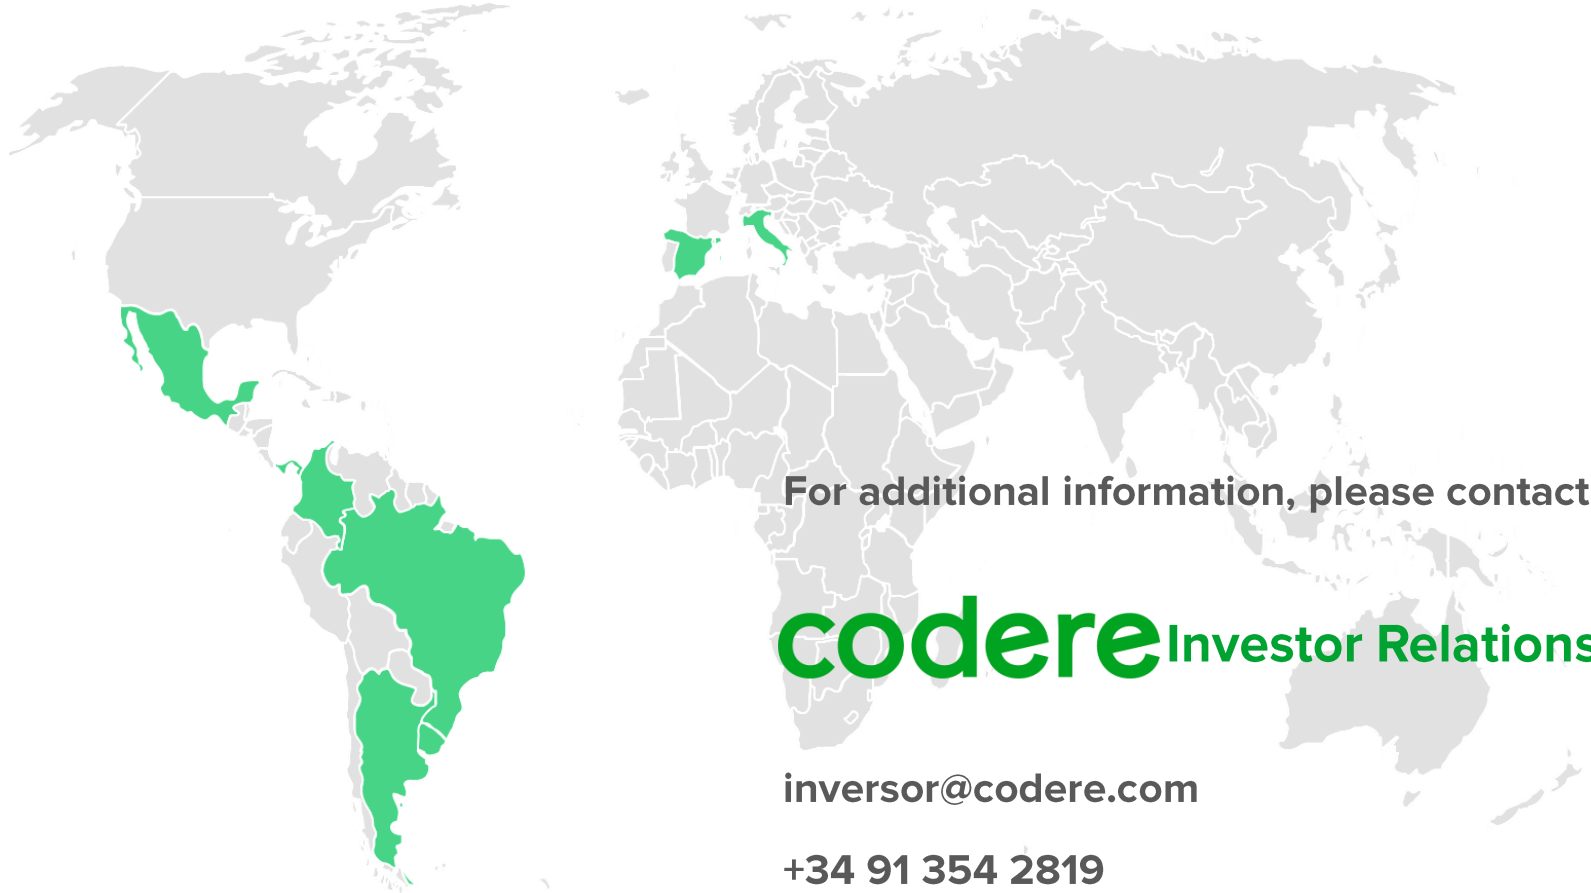 For additional information, please contact
codere Investor Relations
inversor@codere.com
+34 91 354 2819